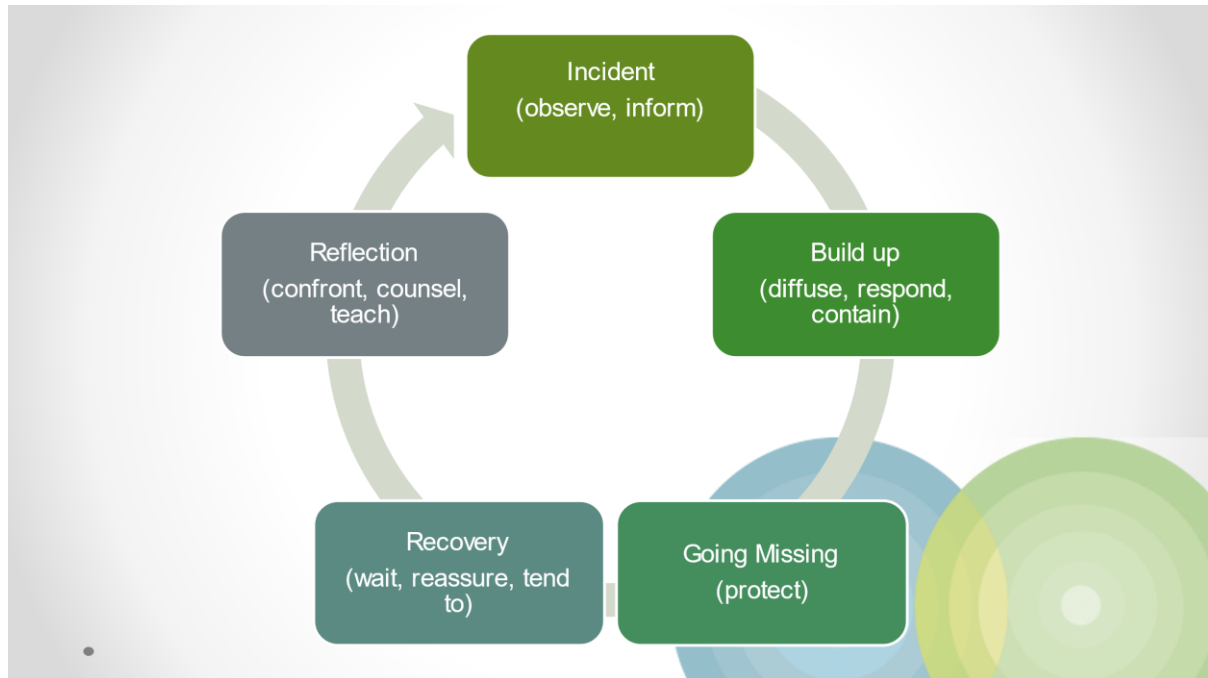 Incident
(observe, inform)
Build up
(diffuse, respond,
contain)
Going Missing
(protect)
Recovery
(wait, reassure, tend
to)
Reflection
(confront, counsel,
teach)